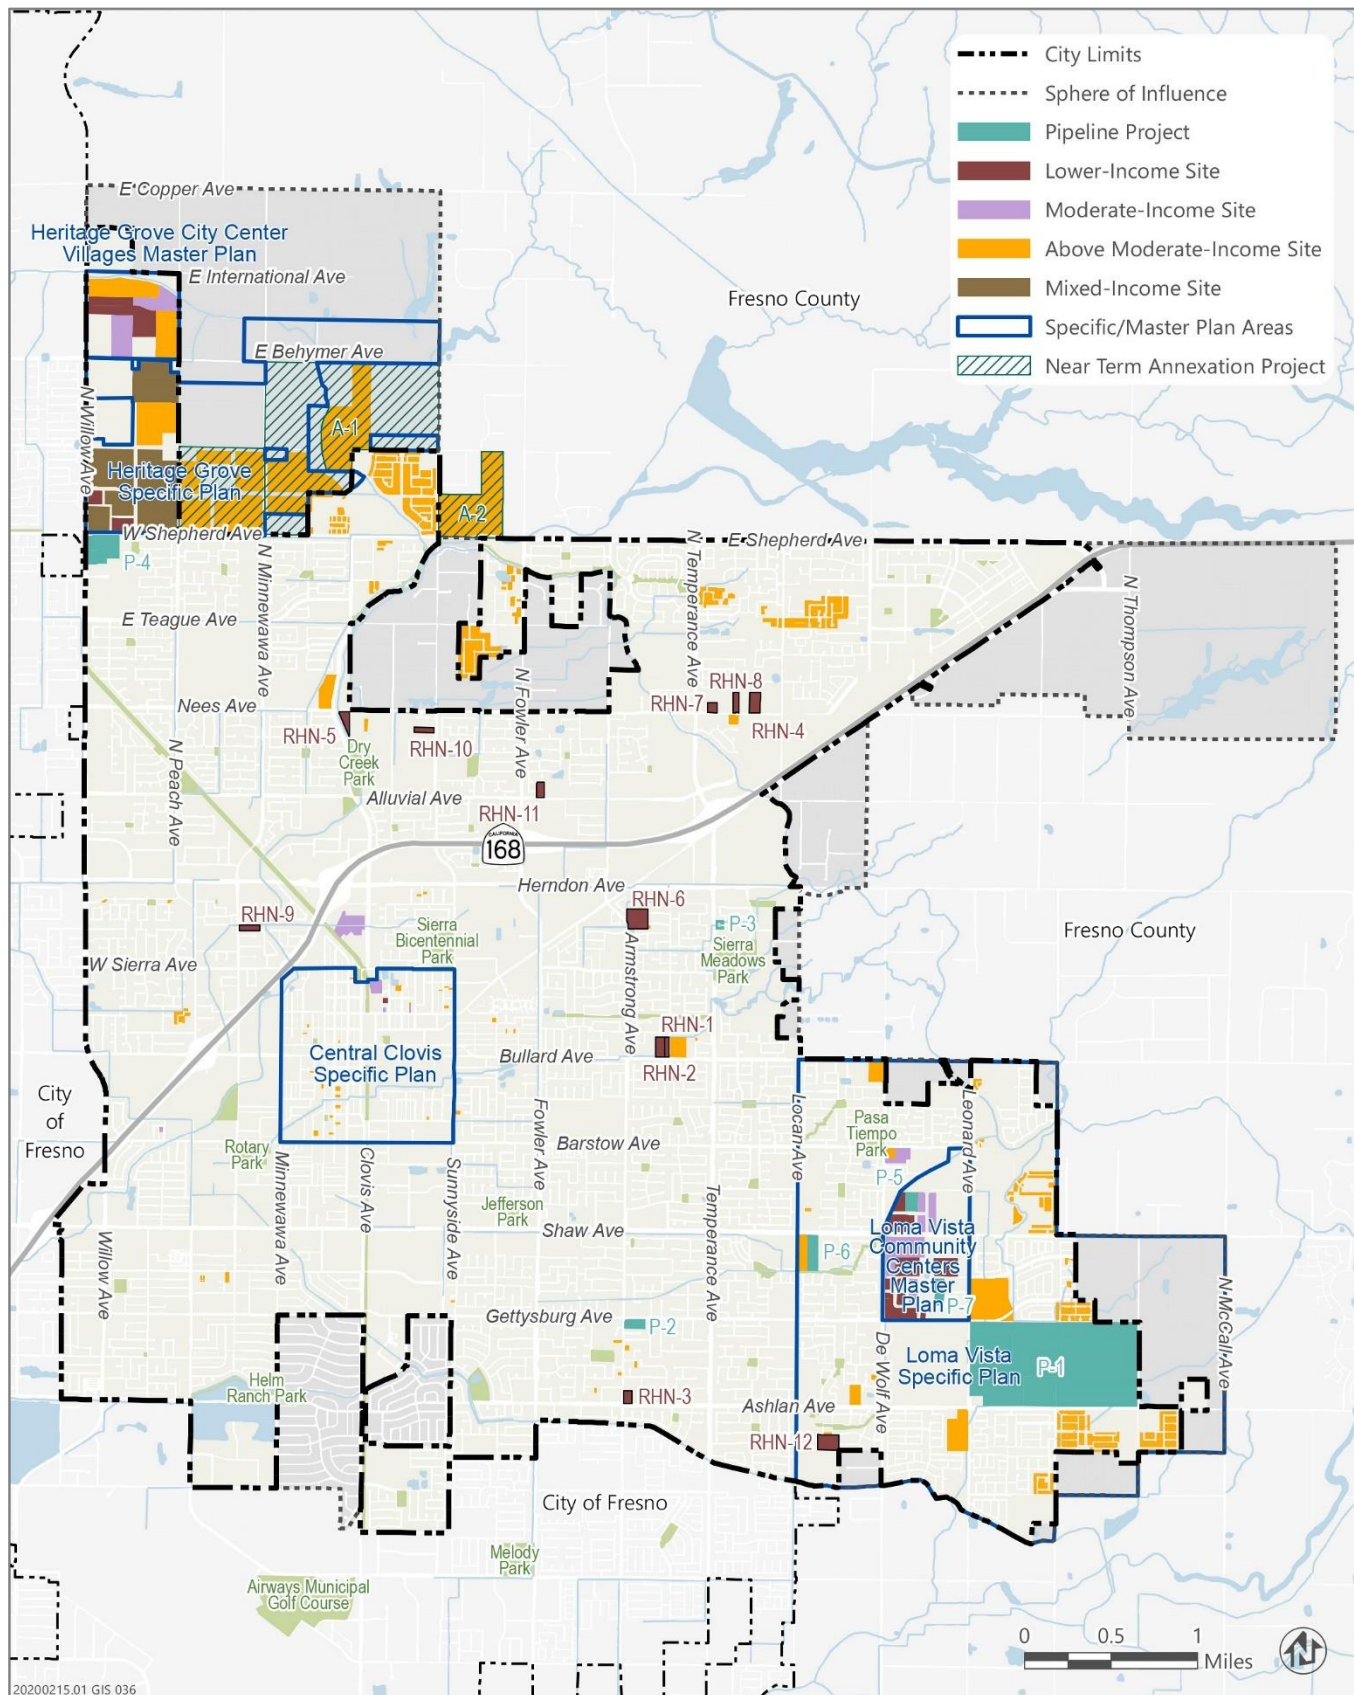 City Limits
Sphere of Influence
Pipeline Project
Lower-Income Site
Moderate-Income Site
Above Moderate-Income Site
Mixed-Income Site
Specific/Master Plan Areas
Near Term Annexation Project
E Copper Ave
Heritage Grove City Center
Villages Master Plan
E International Ave
Fresno County
E Behymer Ave
N Willow Ave
A-1
Heritage Grove
Specific Plan
A-2
W Shepherd Ave
E Shepherd Ave
P-4
N Minnewawa Ave
N Temperance Ave
N Thompson Ave
E Teague Ave
N Fowler Ave
Nees Ave
RHN-8
RHN-7
RHN-4
RHN-5
RHN-10
Dry
Creek
Park
N Peach Ave
Alluvial Ave
RHN-11
CALIFORNIA
168
Herndon Ave
RHN-9
RHN-6
P-3
Sierra
Bicentennial
Park
Sierra
Meadows
Park
Armstrong Ave
Fresno County
W Sierra Ave
RHN-1
Central Clovis
Specific Plan
Bullard Ave
RHN-2
City
of
Fresno
Locan Ave
Leonard Ave
Pasa
Tiempo
Park
Fowler Ave
Barstow Ave
Rotary
Park
Minnewawa Ave
Clovis Ave
Sunnyside Ave
P-5
Jefferson
Park
Temperance Ave
Shaw Ave
Willow Ave
Loma Vista
Community
Centers
Master
Plan
P-6
P-7
N McCall Ave
Gettysburg Ave
P-2
De Wolf Ave
Loma Vista
Specific Plan
P-1
Helm
Ranch Park
RHN-3
Ashlan Ave
RHN-12
City of Fresno
Melody
Park
Airways Municipal
Golf Course
0 0.5 1
Miles
N
20200215.01 GIS 036